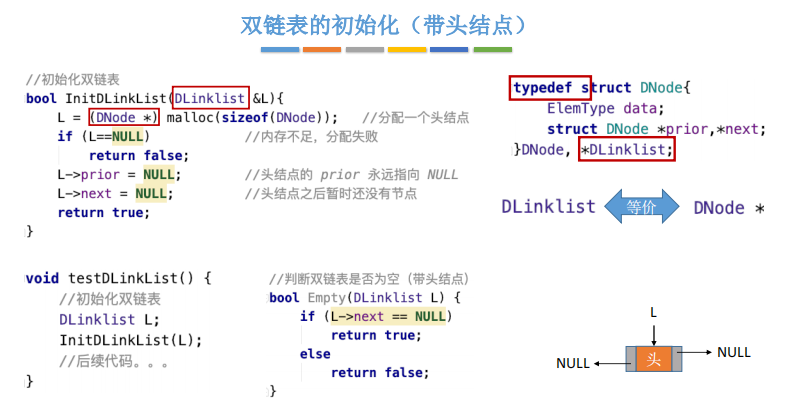 双链表的初始化（带头结点）
//初始化双链表
bool InitDLinkList(DLinklist &L){
    L = (DNode *) malloc(sizeof(DNode));   //分配一个头结点
    if (L==NULL)             //内存不足，分配失败
        return false;
    L->prior = NULL;         //头结点的 prior 永远指向 NULL
    L->next = NULL;          //头结点之后暂时还没有节点
    return true;
}
typedef struct DNode{
    ElemType data;
    struct DNode *prior,*next;
}DNode, *DLinklist;
DLinklist 等价 DNode *
void testDLinkList() {
    //初始化双链表
    DLinklist L;
    InitDLinkList(L);
    //后续代码。。。
}
//判断双链表是否为空（带头结点）
bool Empty(DLinklist L) {
    if (L->next == NULL)
        return true;
    else
        return false;
}
L
NULL 头 NULL